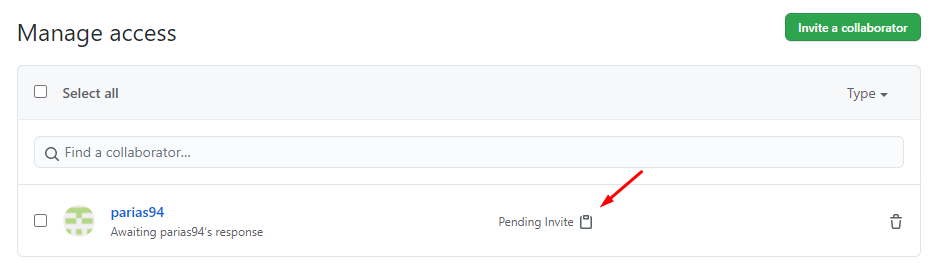 Manage access
Invite a collaborator
Select all
Type
Find a collaborator...
parias94
Awaiting parias94's response
Pending Invite